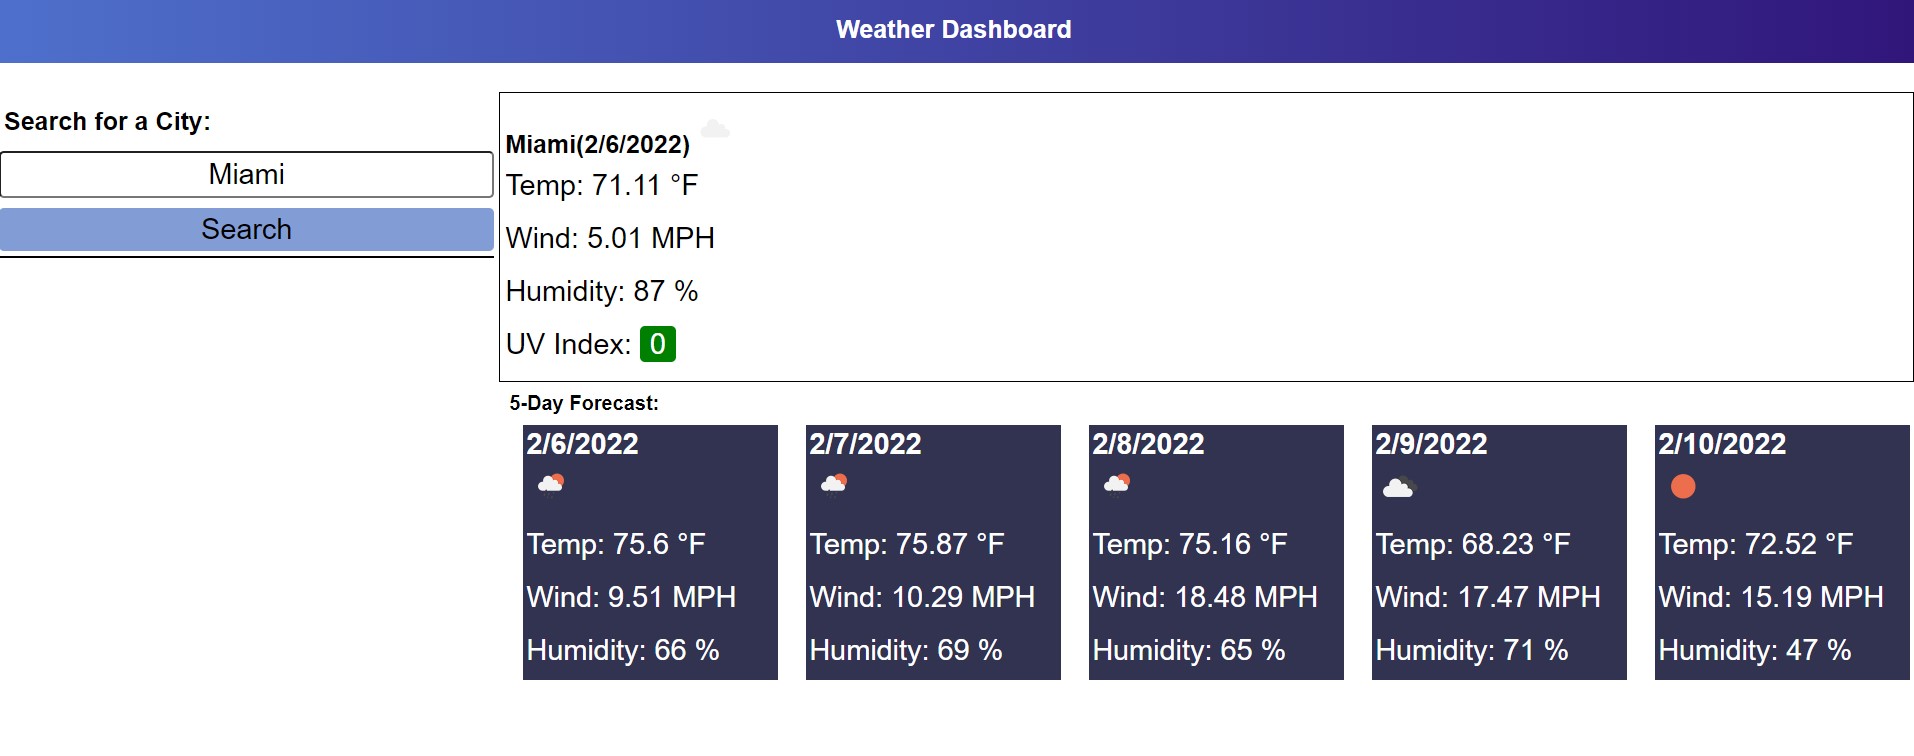 Weather Dashboard
Search for a City:
Miami
Search
Miami(2/6/2022)
Temp: 71.11 °F
Wind: 5.01 MPH
Humidity: 87 %
UV Index: 0
5-Day Forecast:
2/6/2022
Temp: 75.6 °F
Wind: 9.51 MPH
Humidity: 66 %
2/7/2022
Temp: 75.87 °F
Wind: 10.29 MPH
Humidity: 69 %
2/8/2022
Temp: 75.16 °F
Wind: 18.48 MPH
Humidity: 65 %
2/9/2022
Temp: 68.23 °F
Wind: 17.47 MPH
Humidity: 71 %
2/10/2022
Temp: 72.52 °F
Wind: 15.19 MPH
Humidity: 47 %